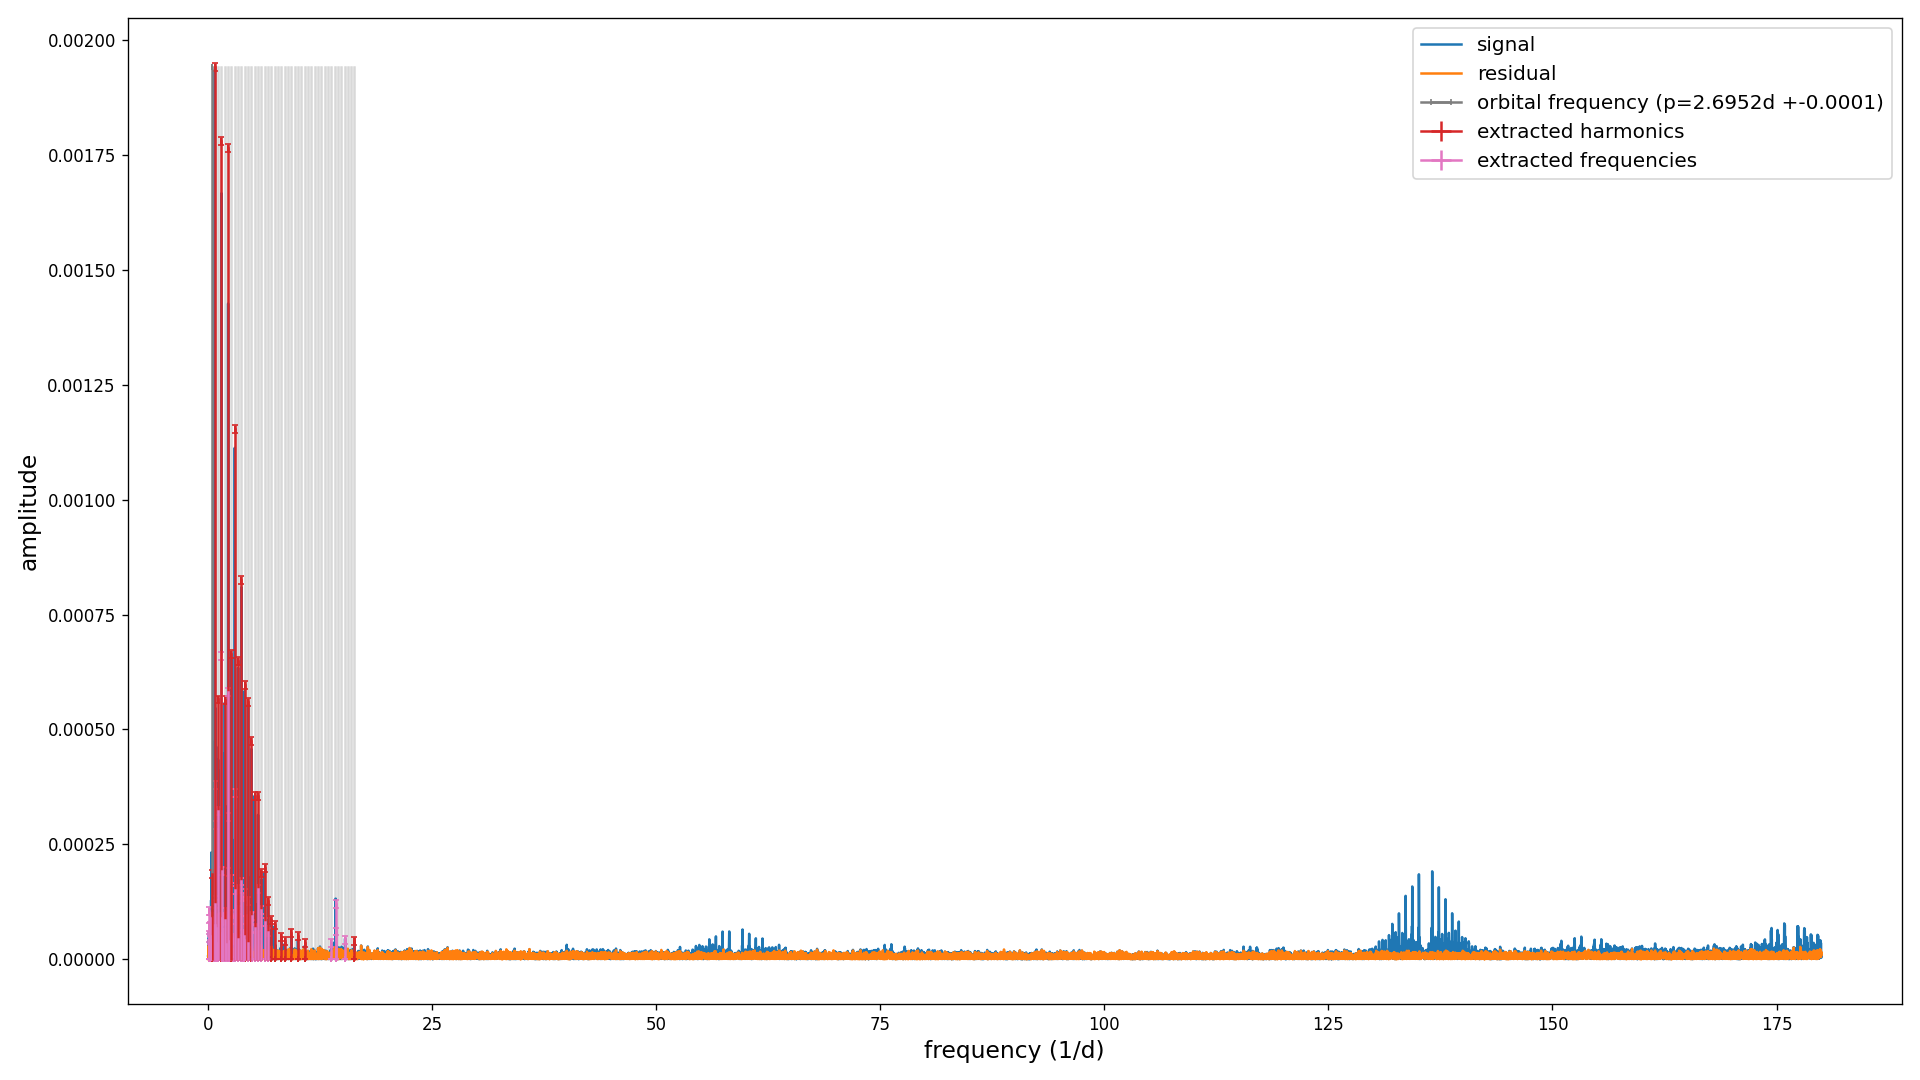 0.00200
0.00175
0.00150
0.00125
0.00100
0.00075
0.00050
0.00025
0.00000
amplitude
signal
residual
orbital frequency (p=2.6952d +-0.0001)
extracted harmonics
extracted frequencies
0 25 50 75 100 125 150 175
frequency (1/d)